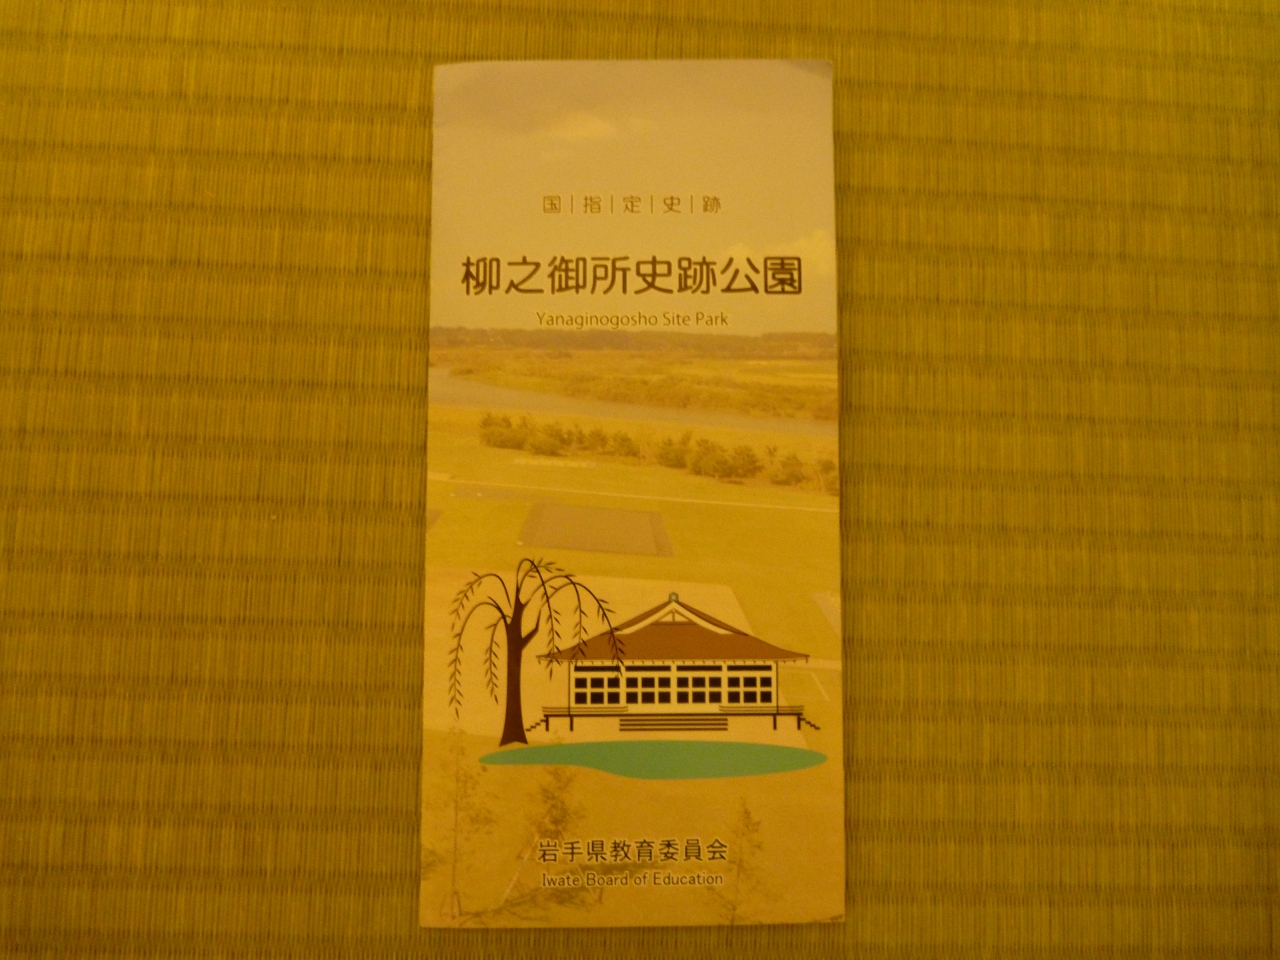 国|指|定|史|跡
柳之御所史跡公園
Yanaginogosho Site Park
岩手県教育委員会
Iwate Board of Education